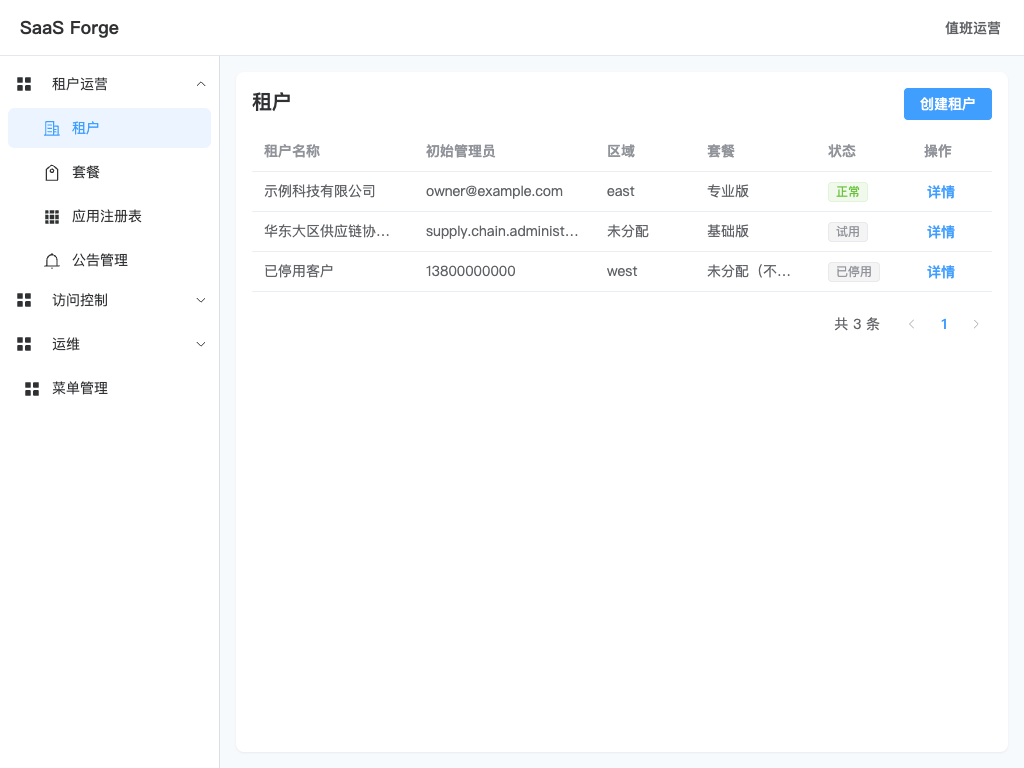 SaaS Forge
值班运营
租户运营
租户
套餐
应用注册表
公告管理
访问控制
运维
菜单管理
租户
创建租户
租户名称 初始管理员 区域 套餐 状态 操作
示例科技有限公司 owner@example.com east 专业版 正常 详情
华东大区供应链协... supply.chain.administ... 未分配 基础版 试用 详情
已停用客户 13800000000 west 未分配（不... 已停用 详情
共 3 条 1